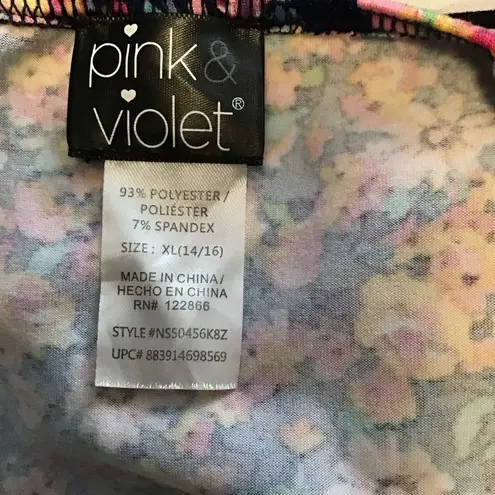 pink &
violet®
93% POLYESTER /
POLIÉSTER
7% SPANDEX
SIZE : XL(14/16)
MADE IN CHINA/
HECHO EN CHINA
RN# 122866
STYLE#NS50456K8Z
UPC# 883914698569